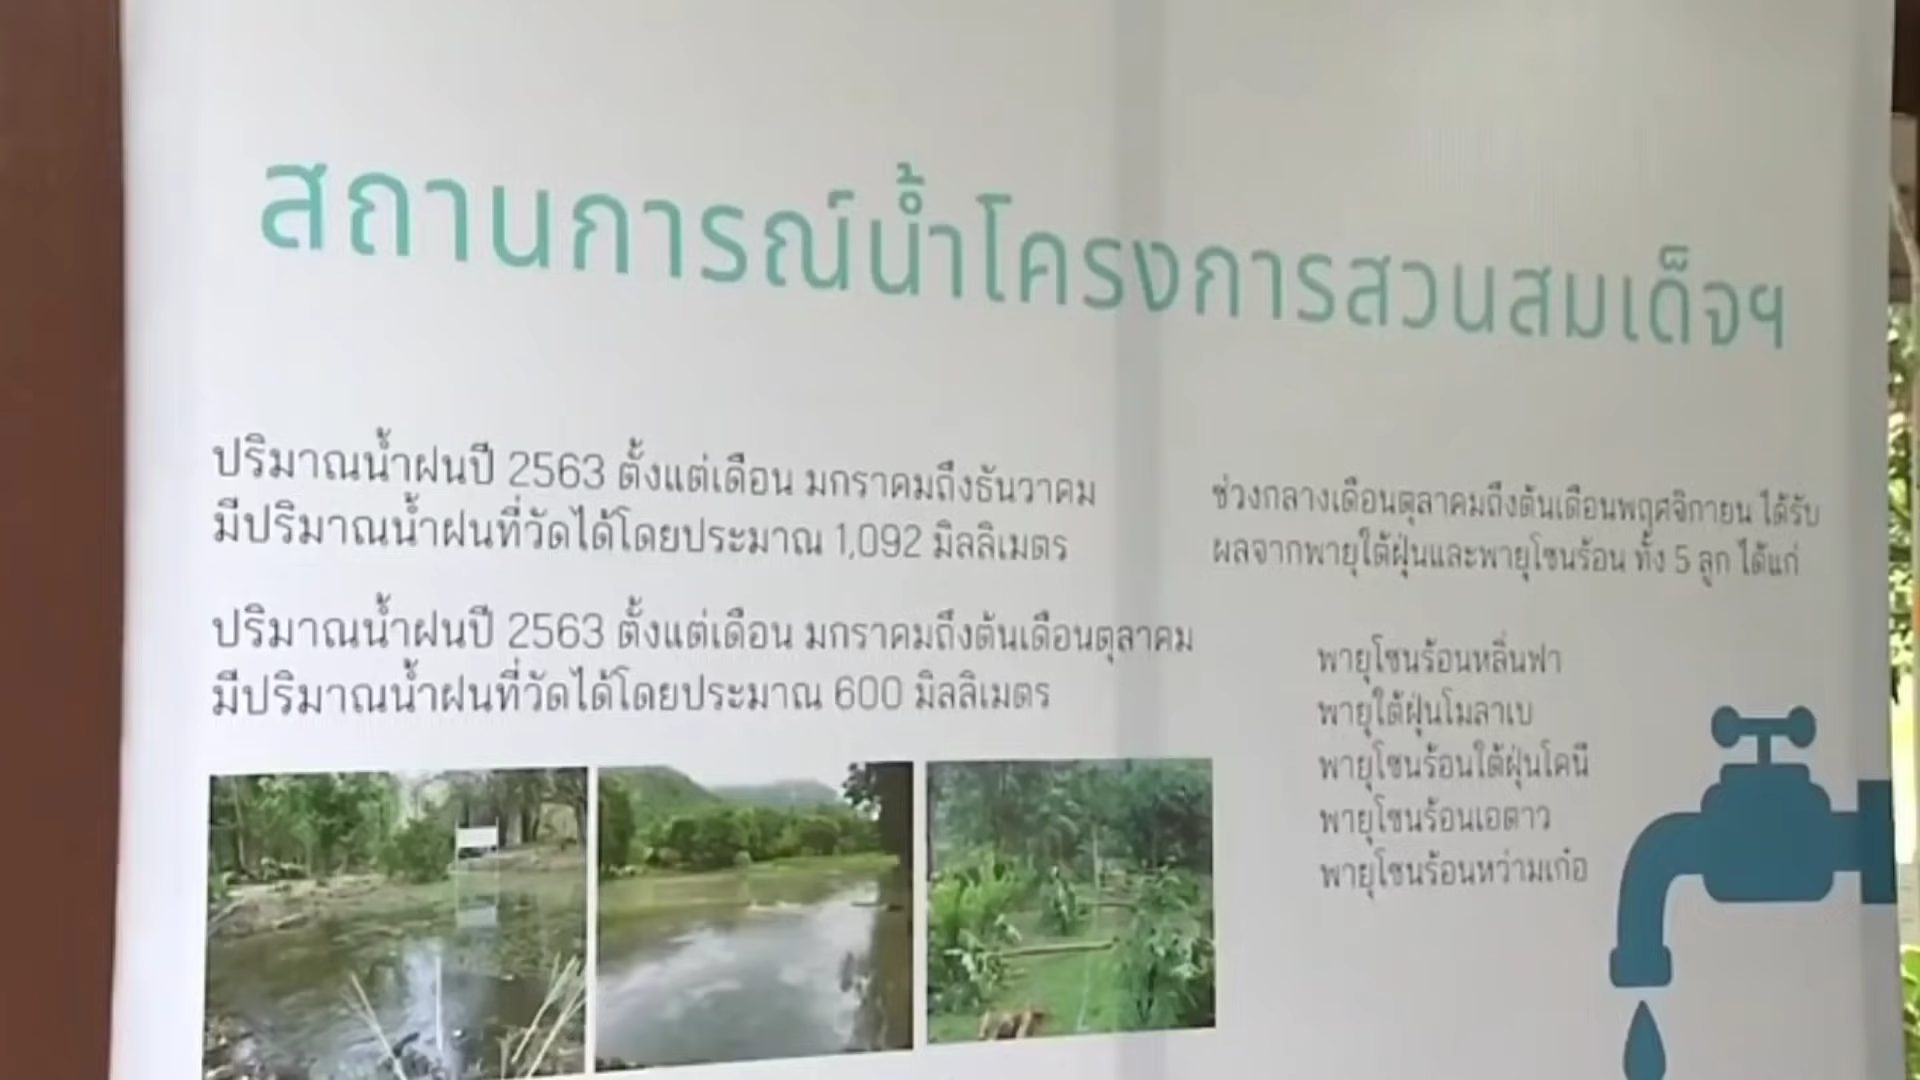 สถานการณ์น้ำโครงการสวนสมเด็จฯ
ปริมาณน้ำฝนปี 2563 ตั้งแต่เดือน มกราคมถึงธันวาคม
มีปริมาณน้ำฝนที่วัดได้โดยประมาณ 1,092 มิลลิเมตร
ปริมาณน้ำฝนปี 2563 ตั้งแต่เดือน มกราคมถึงต้นเดือนตุลาคม
มีปริมาณน้ำฝนที่วัดได้โดยประมาณ 600 มิลลิเมตร
ช่วงกลางเดือนตุลาคมถึงต้นเดือนพฤศจิกายน ได้รับ
ผลจากพายุใต้ฝุ่นและพายุโซนร้อน ทั้ง 5 ลูก ได้แก่
พายุโซนร้อนหลิ่นฟา
พายุใต้ฝุ่นโมลาเบ
พายุโซนร้อนใต้ฝุ่นโคนี
พายุโซนร้อนเอตาว
พายุโซนร้อนหว่ามเก๋อ